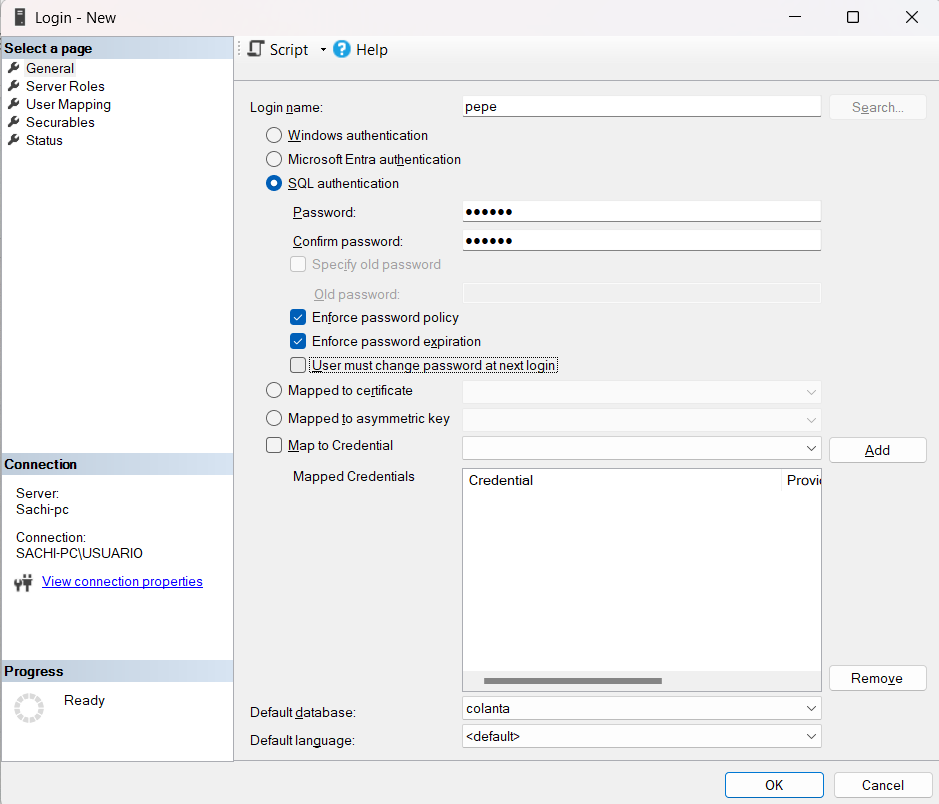 Login - New
Select a page
General
Server Roles
User Mapping
Securables
Status
Script
Help
Login name:
pepe
Search...
Windows authentication
Microsoft Entra authentication
SQL authentication
Password:
●●●●●●
Confirm password:
●●●●●●
Specify old password
Old password:
Enforce password policy
Enforce password expiration
User must change password at next login
Mapped to certificate
Mapped to asymmetric key
Map to Credential
Add
Mapped Credentials
Credential
Provi
Remove
Default database:
colanta
Default language:
<default>
Connection
Server:
Sachi-pc
Connection:
SACHI-PC\USUARIO
View connection properties
Progress
Ready
OK
Cancel